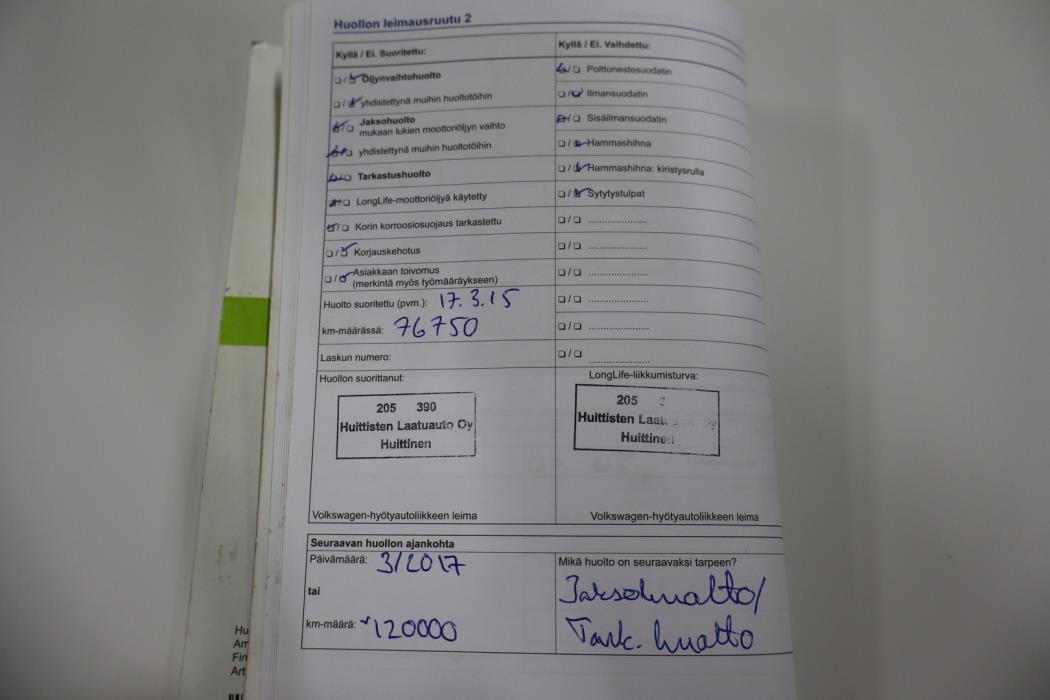 Huollon leimausruutu 2
Kyllä / Ei. Suoritettu:
Öljynvaihtohuolto
yhdistettynä muihin huoltotöihin
Jaksohuolto
mukaan lukien moottoriöljyn vaihto
yhdistettynä muihin huoltotöihin
Tarkastushuolto
LongLife-moottoriöljyä käytetty
Korin korroosiosuojaus tarkastettu
Korjauskehotus
Asiakkaan toivomus
(merkintä myös työmääräykseen)
Huolto suoritettu (pvm.): 17.3.15
km-määrässä: 76750
Laskun numero:
Kyllä / Ei. Vaihdettu:
Polttonestesuodatin
Ilmansuodatin
Sisäilmansuodatin
Hammashihna
Hammashihna: kiristysrulla
Sytytystulpat
Huollon suorittanut:
205 390
Huittisten Laatuauto Oy
Huittinen
Volkswagen-hyötyautoliikkeen leima
LongLife-liikkumisturva:
205
Huittisten
Huittinen
Volkswagen-hyötyautoliikkeen leima
Seuraavan huollon ajankohta
Päivämäärä: 3/2017
tai
km-määrä: 120000
Mikä huolto on seuraavaksi tarpeen?
Jaksohuolto/
Tark. huolto
Hu
Am
Fin
Art